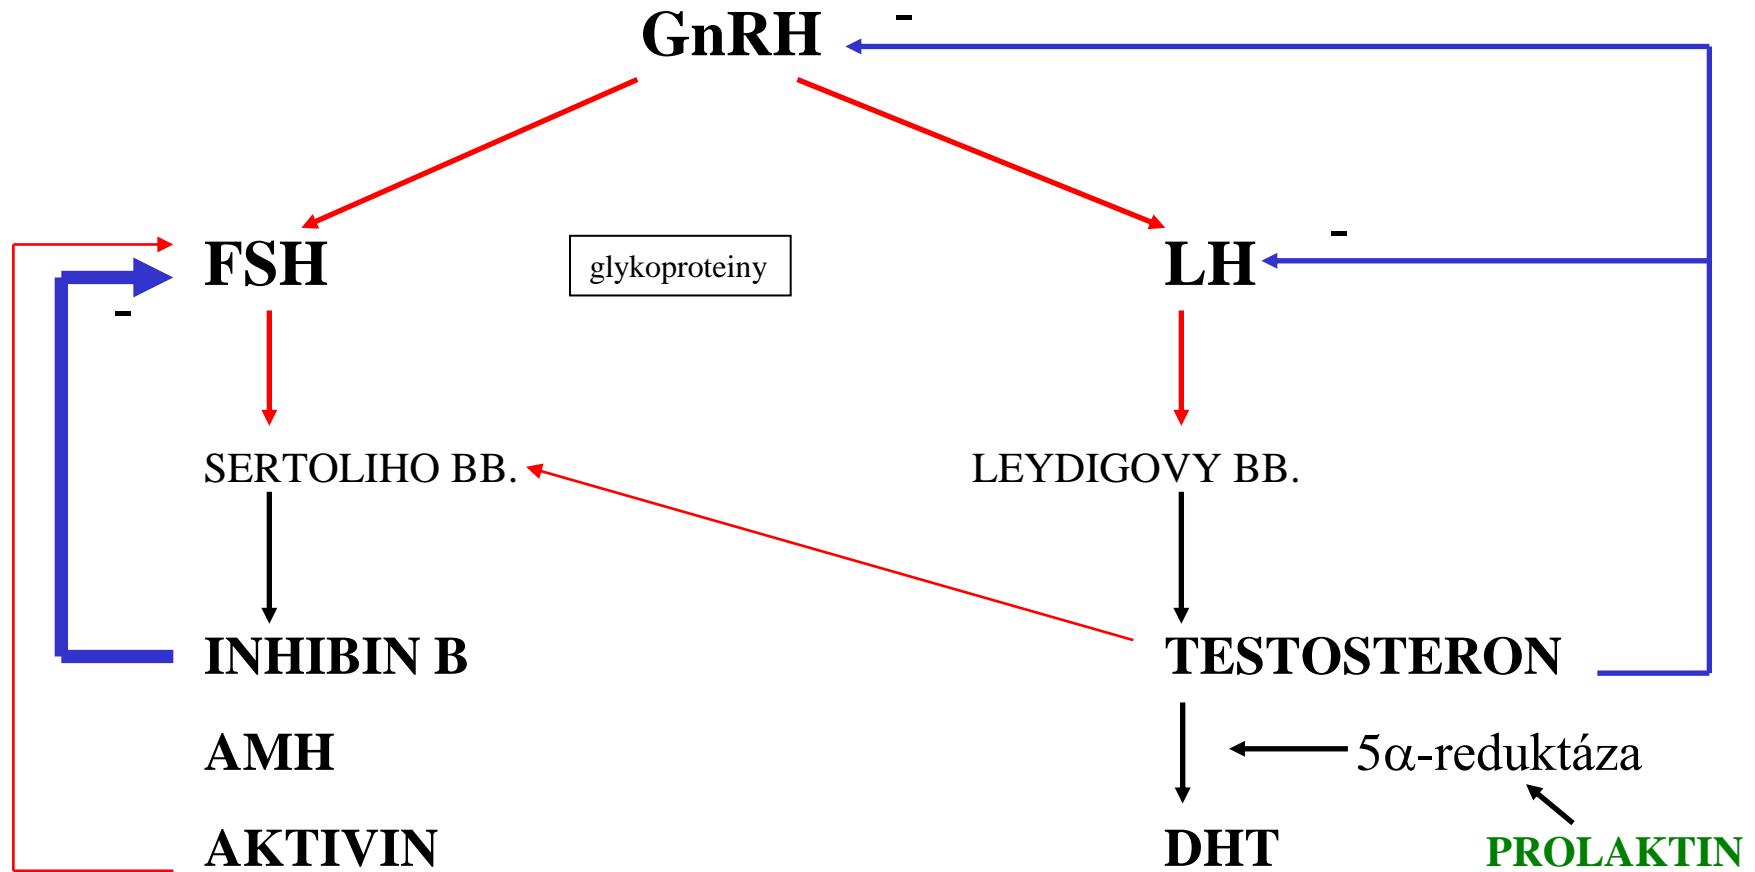 GnRH -
FSH
glykoproteiny
LH -
-
SERTOLIHO BB.
LEYDIGOVY BB.
INHIBIN B
TESTOSTERON
AMH
5α-reduktáza
AKTIVIN
DHT
PROLAKTIN